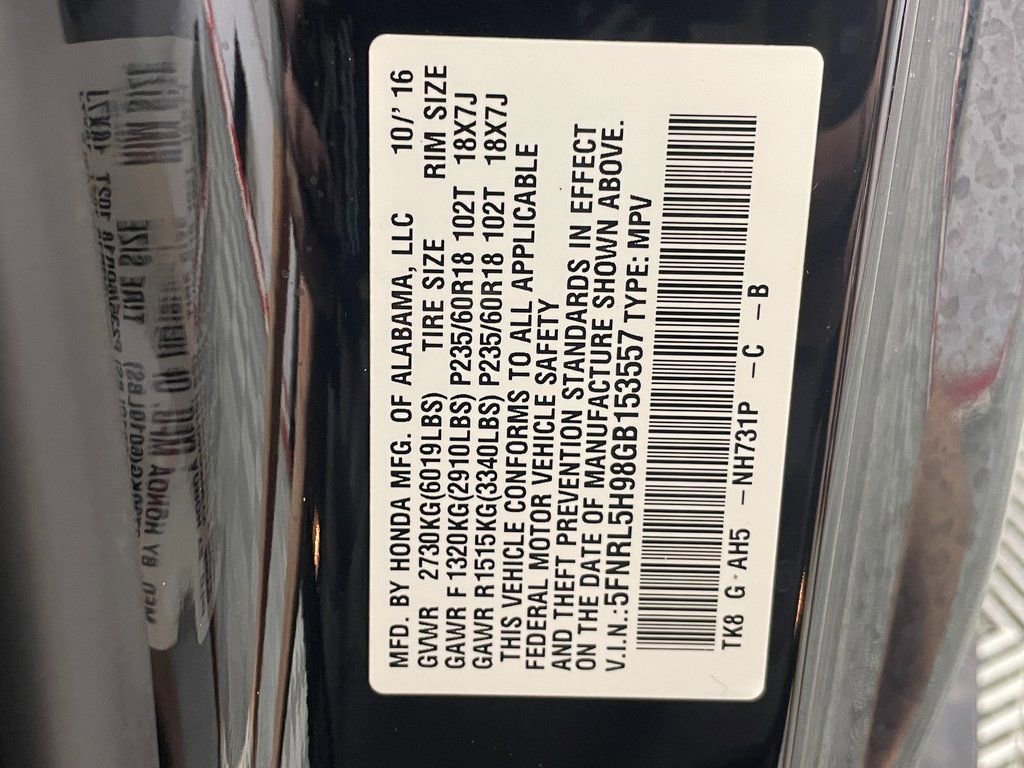 MFD. BY HONDA MFG. OF ALABAMA, LLC 10/' 16
GVWR 2730KG(6019LBS) TIRE SIZE RIM SIZE
GAWR F 1320KG(2910LBS) P235/60R18 102T 18X7J
GAWR R1515KG(3340LBS) P235/60R18 102T 18X7J
THIS VEHICLE CONFORMS TO ALL APPLICABLE
FEDERAL MOTOR VEHICLE SAFETY
AND THEFT PREVENTION STANDARDS IN EFFECT
ON THE DATE OF MANUFACTURE SHOWN ABOVE.
V.I.N.:5FNRL5H98GB153557 TYPE: MPV
TK8 G·AH5 –NH731P –C –B